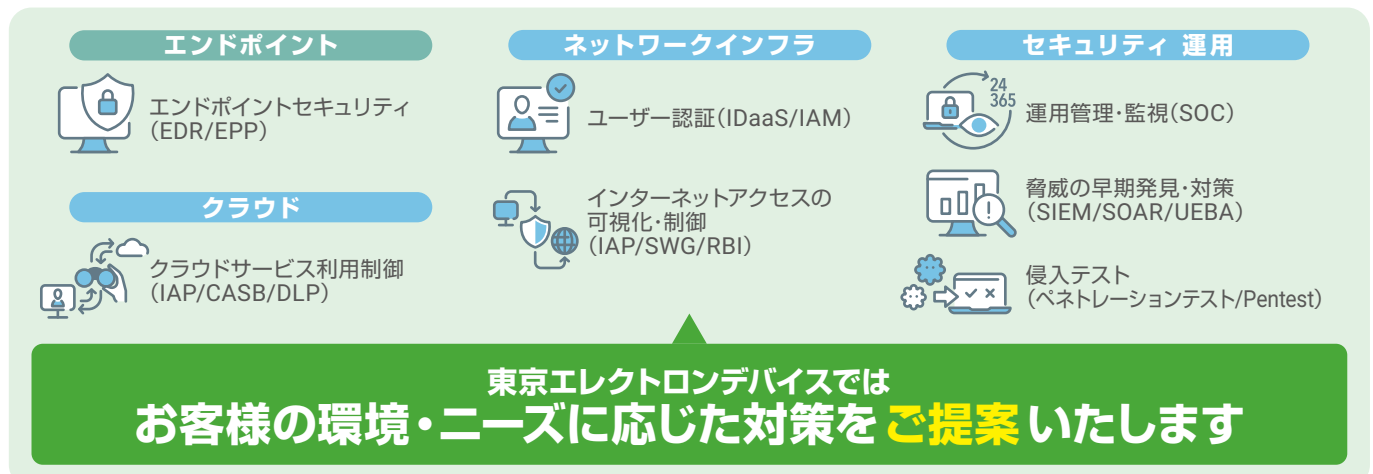 エンドポイント
エンドポイントセキュリティ
(EDR/EPP)
クラウド
クラウドサービス利用制御
(IAP/CASB/DLP)
ネットワークインフラ
ユーザー認証(IDaaS/IAM)
インターネットアクセスの
可視化・制御
(IAP/SWG/RBI)
セキュリティ 運用
24
365
運用管理・監視(SOC)
脅威の早期発見・対策
(SIEM/SOAR/UEBA)
侵入テスト
(ペネトレーションテスト/Pentest)
東京エレクトロンデバイスでは
お客様の環境・ニーズに応じた対策をご提案いたします